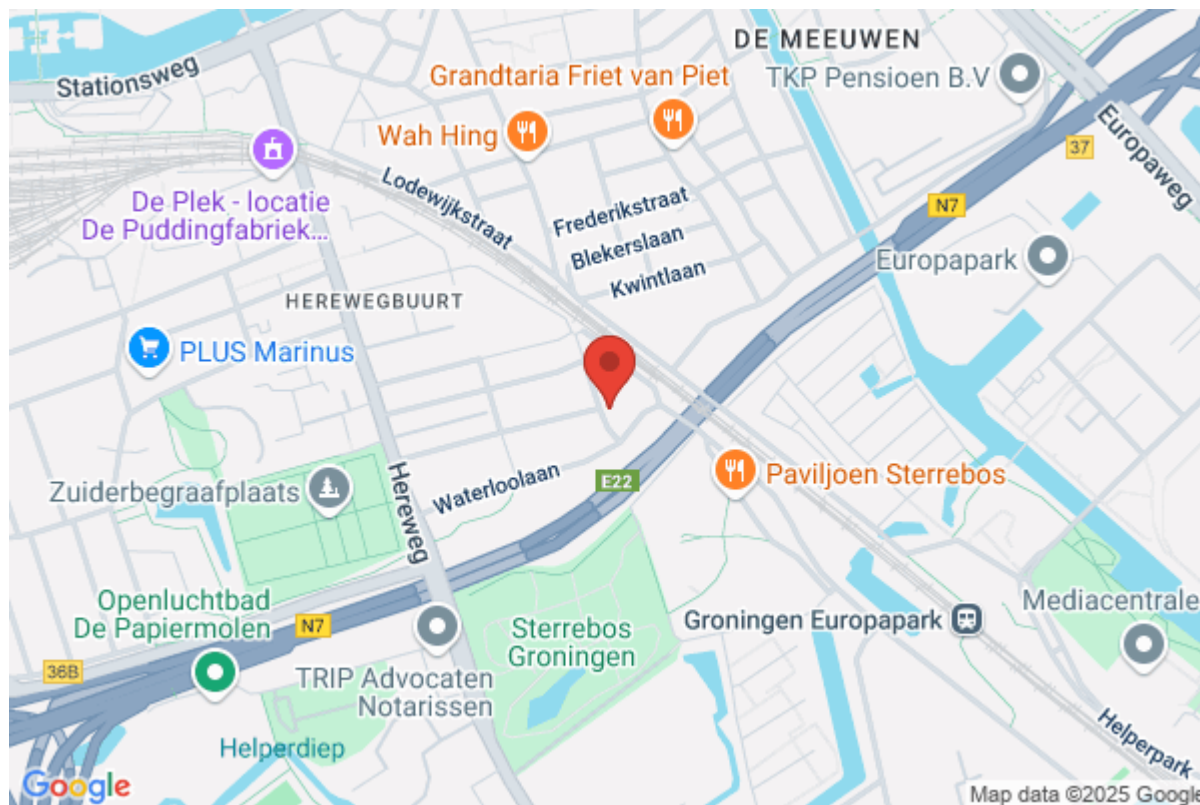 DE MEEUWEN
Stationsweg
Grandtaria Friet van Piet
TKP Pensioen B.V
Wah Hing
Europaweg
37
Lodewijkstraat
De Plek - locatie
De Puddingfabriek...
Frederikstraat
N7
Blekerslaan
Europapark
Kwintlaan
HEREWEGBUURT
PLUS Marinus
Zuiderbegraafplaats
Hereweg
Waterloolaan
E22
Paviljoen Sterrebos
Openluchtbad
De Papiermolen
N7
Sterrebos
Groningen
Groningen Europapark
Mediacentrale
36B
TRIP Advocaten
Notarissen
Helperdiep
Helperpark
Google
Map data ©2025 Google